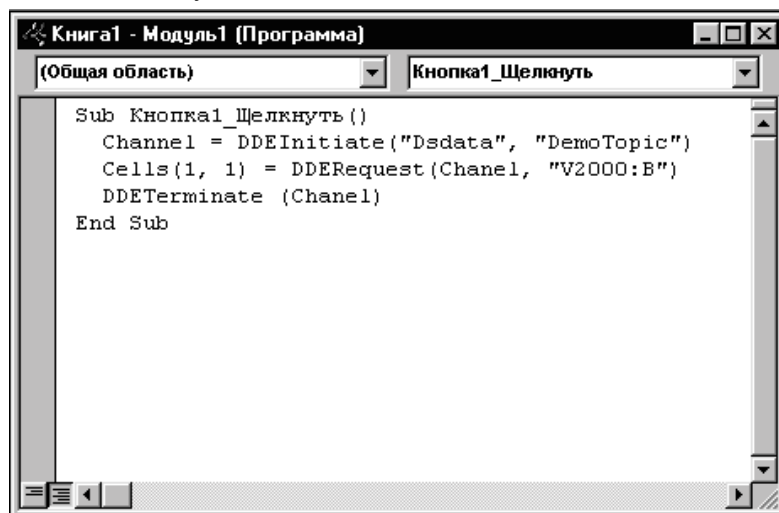 Книга1 - Модуль1 (Программа)
(Общая область) Кнопка1_Щелкнуть
Sub Кнопка1_Щелкнуть()
Channel = DDEInitiate("Dsdata", "DemoTopic")
Cells(1, 1) = DDERequest(Chanel, "V2000:B")
DDETerminate (Chanel)
End Sub